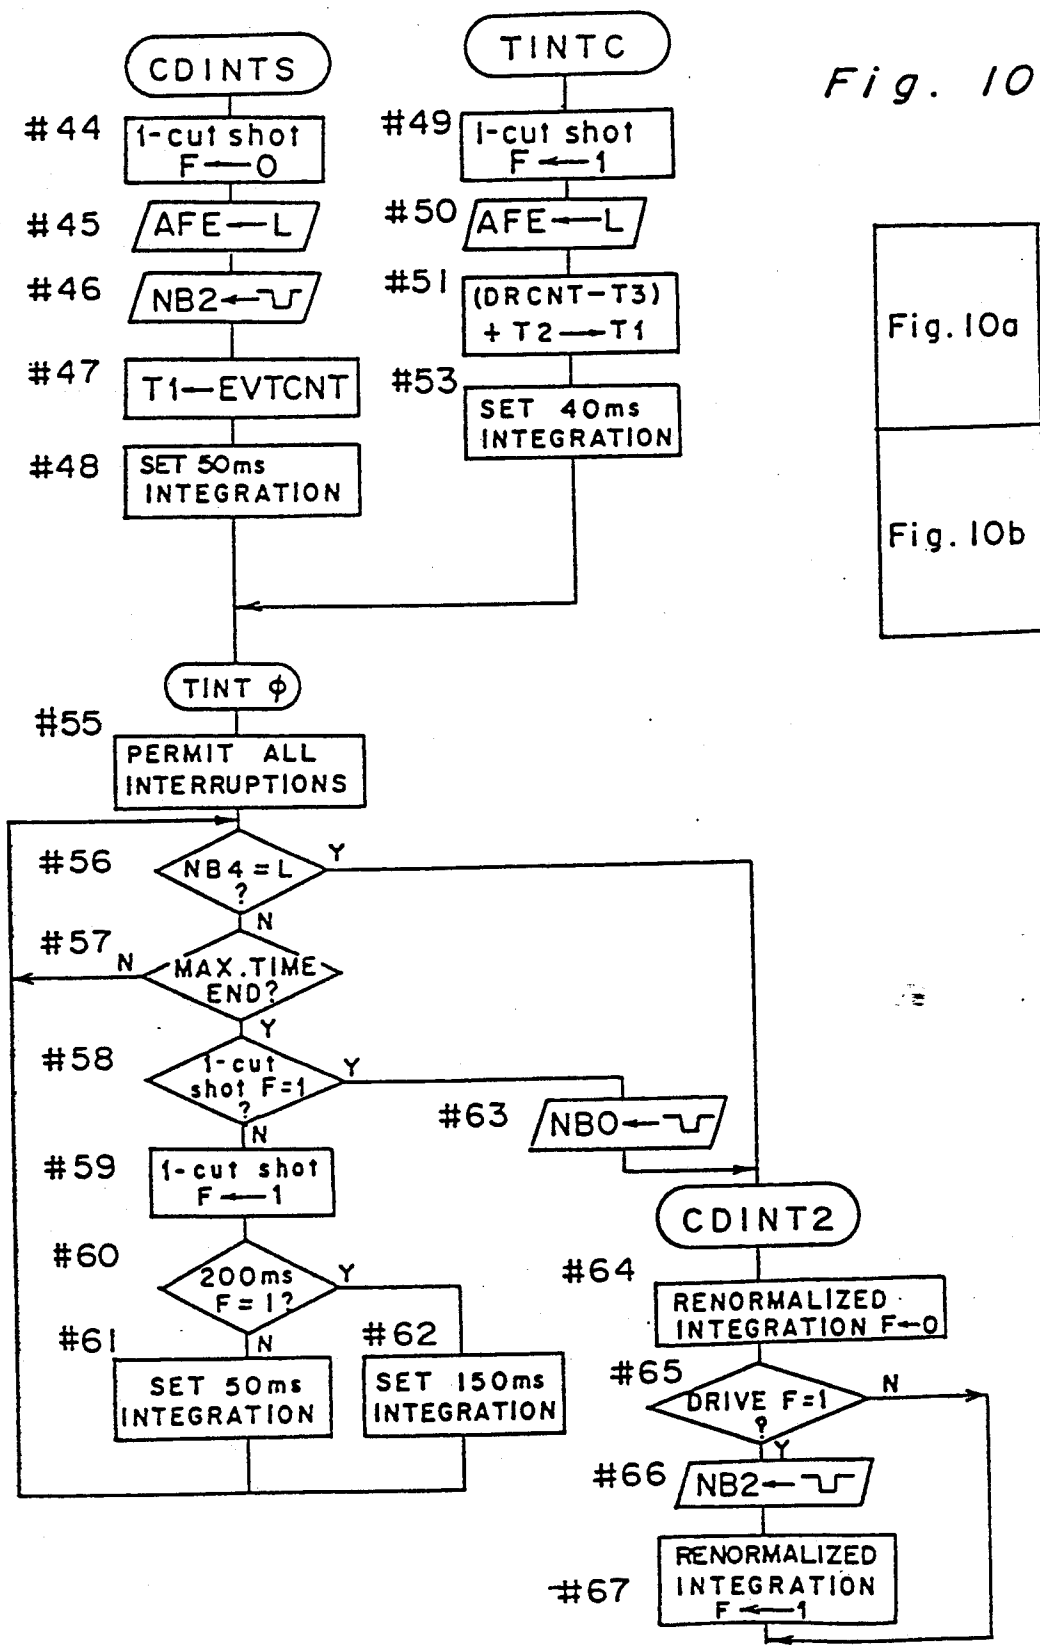 CDINTS
TINTC
Fig. 10
#44
1-cut shot
F←0
#49
1-cut shot
F←1
#45
AFE←L
#50
AFE←L
#46
NB2←
#51
(DRCNT-T3)
+ T2→T1
#47
T1←EVTCNT
#53
SET 40ms
INTEGRATION
#48
SET 50ms
INTEGRATION
Fig. 10a
Fig. 10b
TINT ϕ
#55
PERMIT ALL
INTERRUPTIONS
#56
NB4=L
?
Y
N
#57
MAX. TIME
END?
N
Y
#58
1-cut
shot F=1
?
Y
N
#63
NB0←
#59
1-cut shot
F←1
CDINT2
#60
200ms
F=1?
Y
N
#64
RENORMALIZED
INTEGRATION F←0
#61
SET 50ms
INTEGRATION
#62
SET 150ms
INTEGRATION
#65
DRIVE F=1
?
N
Y
#66
NB2←
#67
RENORMALIZED
INTEGRATION
F←1